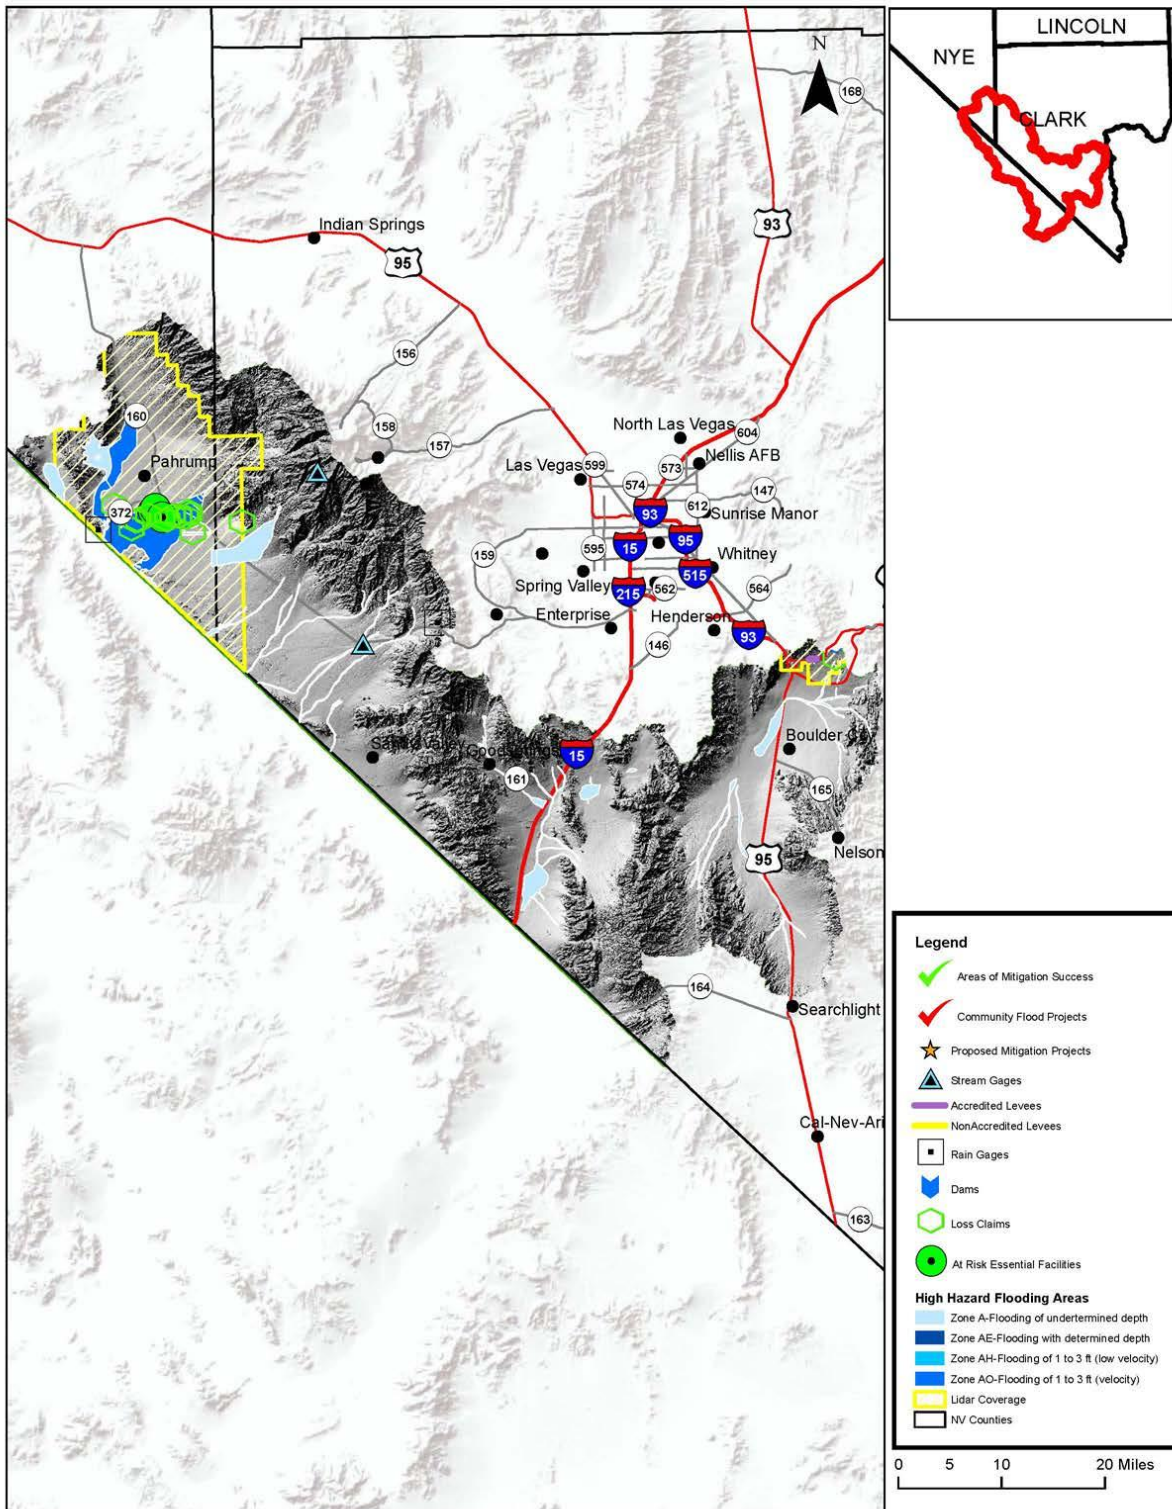 N
LINCOLN
NYE
CLARK
168
93
Indian Springs
95
156
160
158
157
North Las Vegas
604
Las Vegas
599
573
Nellis AFB
Pahrump
574
147
372
93
612
Sunrise Manor
159
595
15
95
Whitney
Spring Valley
215
562
515
564
Enterprise
Henderson
93
146
15
161
Boulder City
165
95
Nelson
164
Searchlight
Cal-Nev-Ari
163
Legend
Areas of Mitigation Success
Community Flood Projects
Proposed Mitigation Projects
Stream Gages
Accredited Levees
NonAccredited Levees
Rain Gages
Dams
Loss Claims
At Risk Essential Facilities
High Hazard Flooding Areas
Zone A-Flooding of undertermined depth
Zone AE-Flooding with determined depth
Zone AH-Flooding of 1 to 3 ft (low velocity)
Zone AO-Flooding of 1 to 3 ft (velocity)
Lidar Coverage
NV Counties
0 5 10 20 Miles